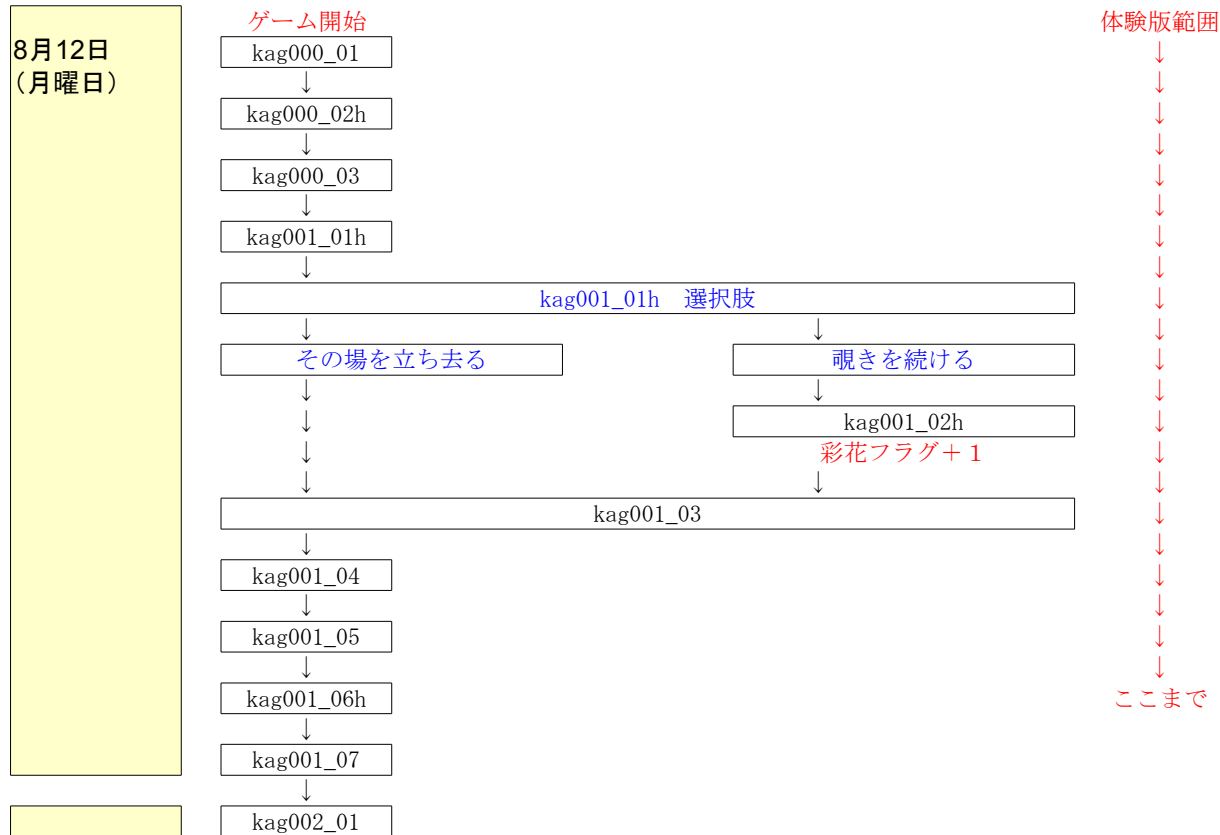 ゲーム開始
体験版範囲
8月12日
（月曜日）
kag000_01
↓
↓
↓
kag000_02h
↓
↓
↓
kag000_03
↓
↓
↓
kag001_01h
↓
↓
↓
kag001_01h　選択肢
↓
↓
↓
↓
その場を立ち去る
覗きを続ける
↓
↓
↓
↓
↓
kag001_02h
↓
↓
彩花フラグ＋１
↓
↓
↓
↓
kag001_03
↓
↓
↓
kag001_04
↓
↓
↓
kag001_05
↓
↓
↓
kag001_06h
ここまで
↓
kag001_07
↓
kag002_01